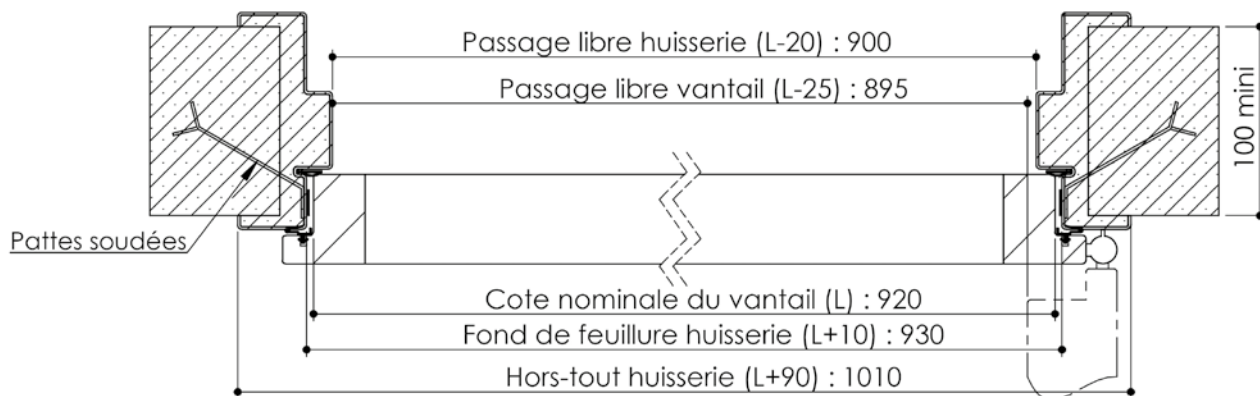 Passage libre huisserie (L-20) : 900
Passage libre vantail (L-25) : 895
100 mini
Pattes soudées
Cote nominale du vantail (L) : 920
Fond de feuillure huisserie (L+10) : 930
Hors-tout huisserie (L+90) : 1010